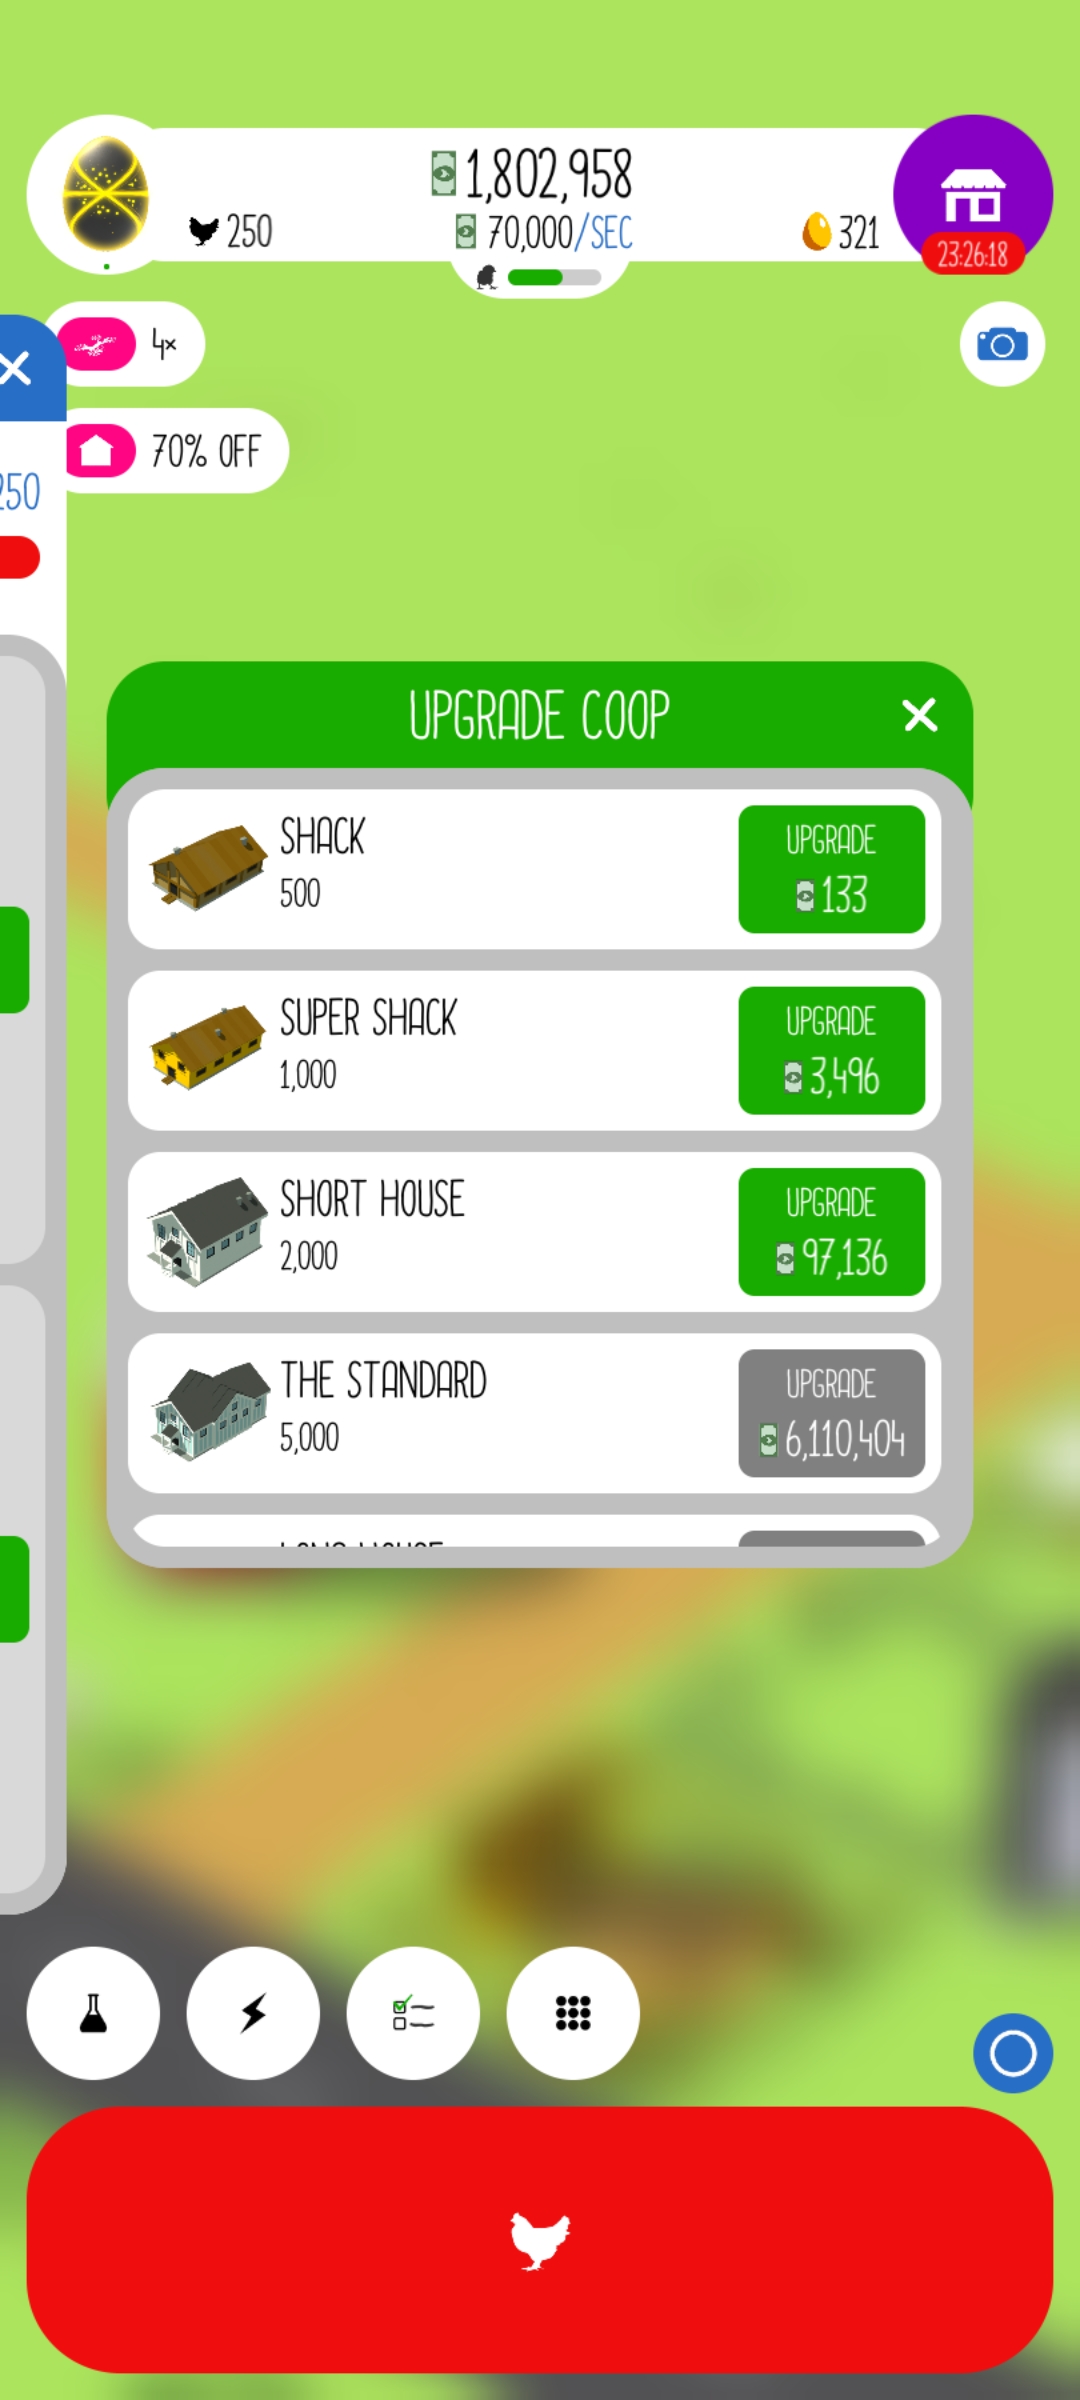 1,802,958
250
70,000/SEC
321
23:26:18
4×
70% OFF
250
UPGRADE COOP
SHACK
500
UPGRADE
133
SUPER SHACK
1,000
UPGRADE
3,496
SHORT HOUSE
2,000
UPGRADE
97,136
THE STANDARD
5,000
UPGRADE
6,110,404